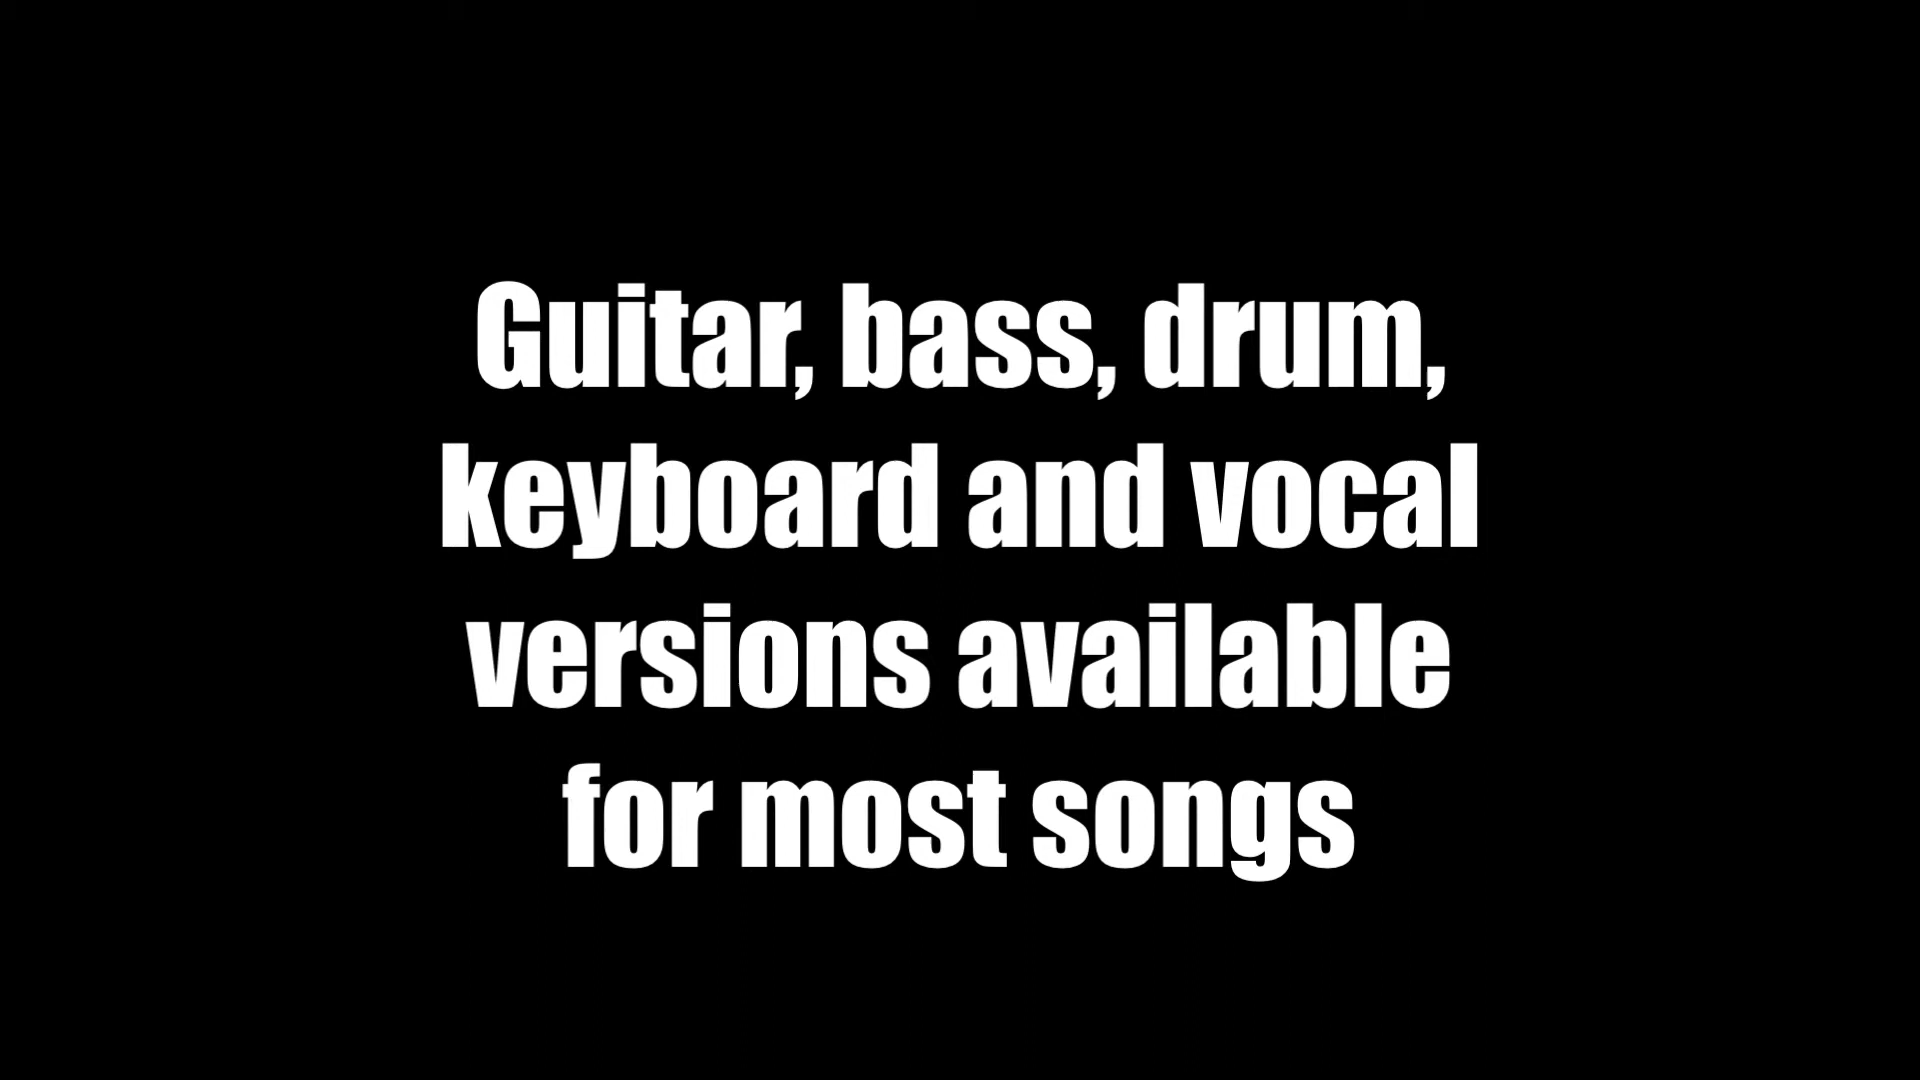 Guitar, bass, drum,
keyboard and vocal
versions available
for most songs